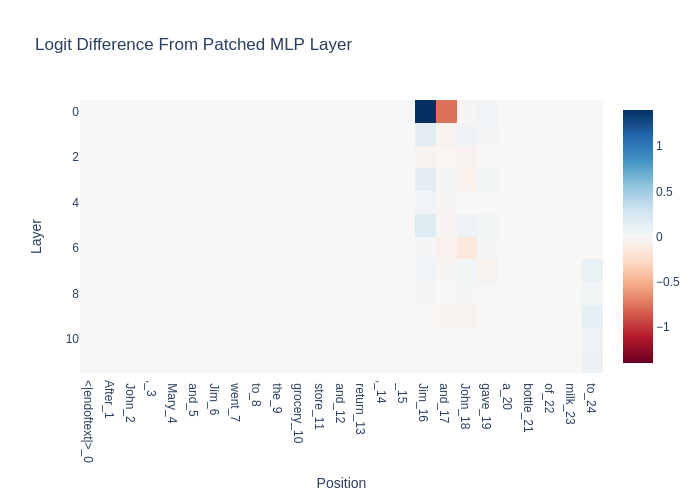 Logit Difference From Patched MLP Layer
0
2
4
6
8
10
Layer
1
0.5
0
−0.5
−1
<|endoftext|>_0
After_1
John_2
,_3
Mary_4
and_5
Jim_6
went_7
to_8
the_9
grocery_10
store_11
and_12
return_13
,_14
_15
Jim_16
and_17
John_18
gave_19
a_20
bottle_21
of_22
milk_23
to_24
Position